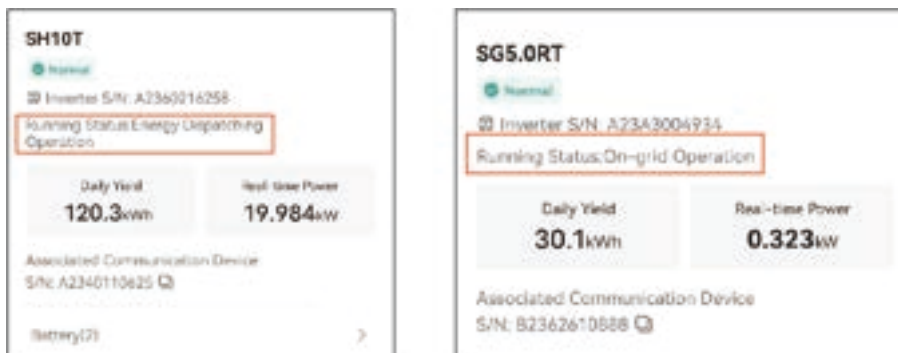 SH10T
Normal
Inverter S/N: A2360216258
Running Status:Energy Dispatching
Operation
Daily Yield
Real-time Power
120.3kWh
19.984kW
Associated Communication Device
S/N: A2340110625
Battery(2)
SG5.0RT
Normal
Inverter S/N: A23A3004934
Running Status:On-grid Operation
Daily Yield
Real-time Power
30.1kWh
0.323kW
Associated Communication Device
S/N: B2362610888